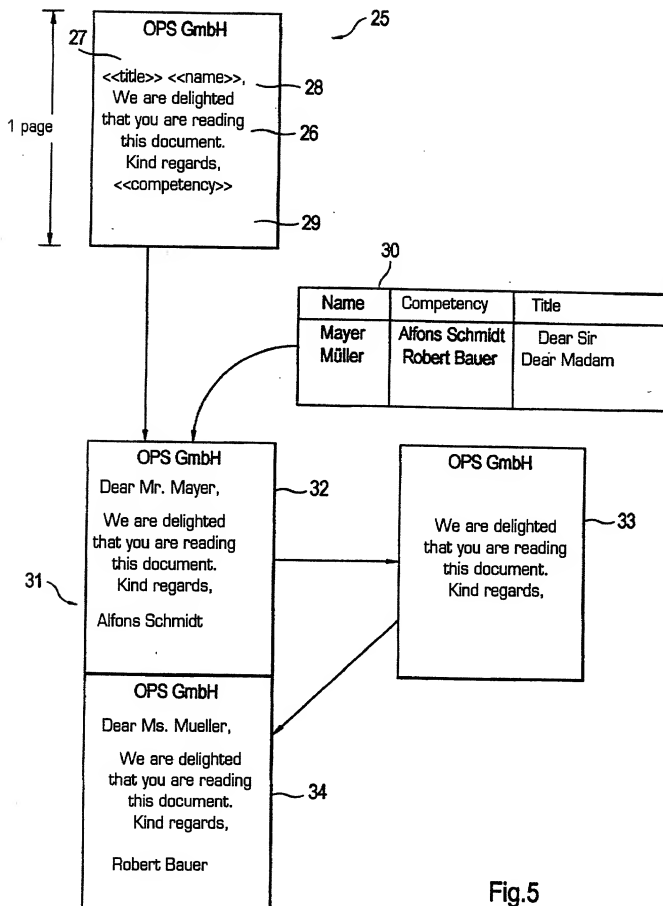 OPS GmbH
25
27
<<title>> <<name>>,
28
We are delighted
that you are reading
26
1 page
this document.
Kind regards,
<<competency>>
29
30
Name Competency Title
Mayer Alfons Schmidt Dear Sir
Müller Robert Bauer Dear Madam
OPS GmbH
Dear Mr. Mayer,
32
We are delighted
that you are reading
this document.
Kind regards,
31
Alfons Schmidt
OPS GmbH
33
We are delighted
that you are reading
this document.
Kind regards,
OPS GmbH
Dear Ms. Mueller,
We are delighted
that you are reading
34
this document.
Kind regards,
Robert Bauer
Fig.5